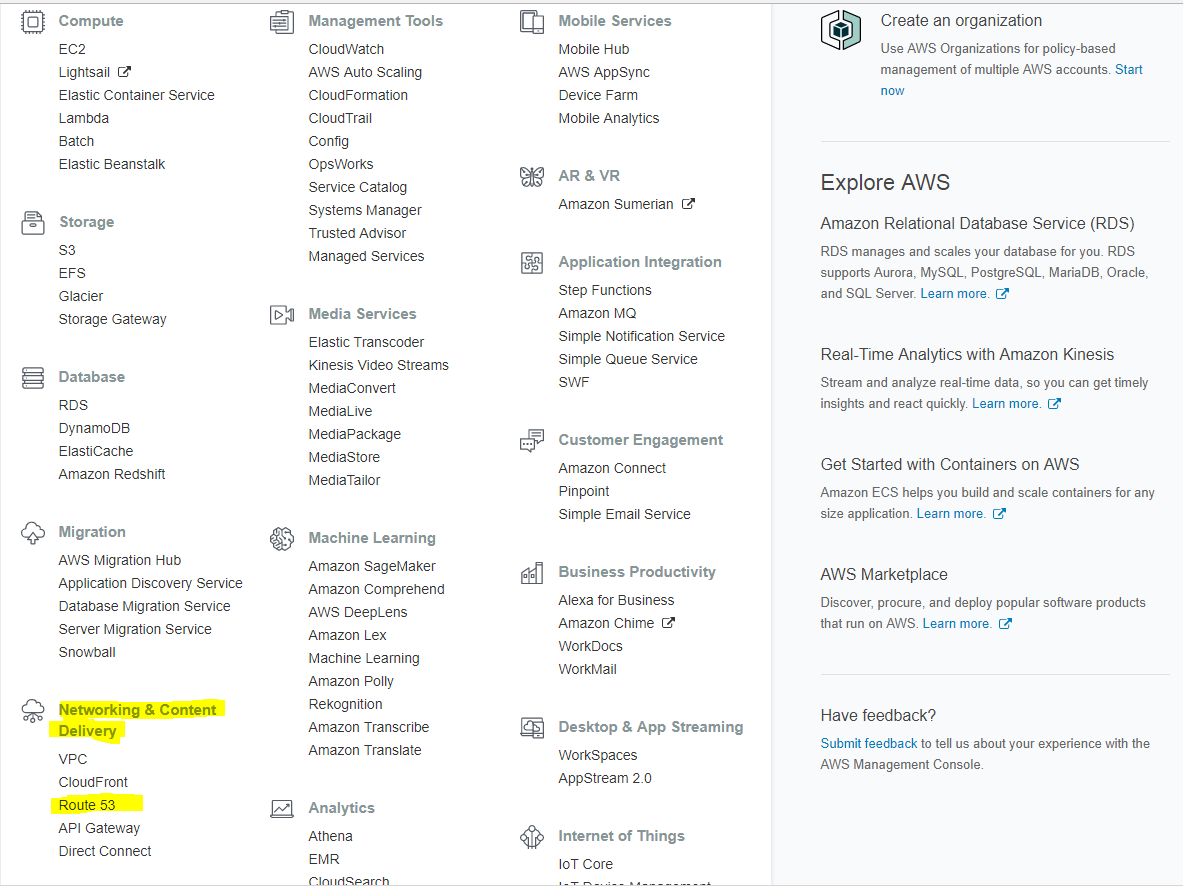 Compute
EC2
Lightsail
Elastic Container Service
Lambda
Batch
Elastic Beanstalk
Storage
S3
EFS
Glacier
Storage Gateway
Database
RDS
DynamoDB
ElastiCache
Amazon Redshift
Migration
AWS Migration Hub
Application Discovery Service
Database Migration Service
Server Migration Service
Snowball
Networking & Content
Delivery
VPC
CloudFront
Route 53
API Gateway
Direct Connect
Management Tools
CloudWatch
AWS Auto Scaling
CloudFormation
CloudTrail
Config
OpsWorks
Service Catalog
Systems Manager
Trusted Advisor
Managed Services
Media Services
Elastic Transcoder
Kinesis Video Streams
MediaConvert
MediaLive
MediaPackage
MediaStore
MediaTailor
Machine Learning
Amazon SageMaker
Amazon Comprehend
AWS DeepLens
Amazon Lex
Machine Learning
Amazon Polly
Rekognition
Amazon Transcribe
Amazon Translate
Analytics
Athena
EMR
CloudSearch
Mobile Services
Mobile Hub
AWS AppSync
Device Farm
Mobile Analytics
AR & VR
Amazon Sumerian
Application Integration
Step Functions
Amazon MQ
Simple Notification Service
Simple Queue Service
SWF
Customer Engagement
Amazon Connect
Pinpoint
Simple Email Service
Business Productivity
Alexa for Business
Amazon Chime
WorkDocs
WorkMail
Desktop & App Streaming
WorkSpaces
AppStream 2.0
Internet of Things
IoT Core
IoT Device Management
Create an organization
Use AWS Organizations for policy-based
management of multiple AWS accounts. Start
now
Explore AWS
Amazon Relational Database Service (RDS)
RDS manages and scales your database for you. RDS
supports Aurora, MySQL, PostgreSQL, MariaDB, Oracle,
and SQL Server. Learn more.
Real-Time Analytics with Amazon Kinesis
Stream and analyze real-time data, so you can get timely
insights and react quickly. Learn more.
Get Started with Containers on AWS
Amazon ECS helps you build and scale containers for any
size application. Learn more.
AWS Marketplace
Discover, procure, and deploy popular software products
that run on AWS. Learn more.
Have feedback?
Submit feedback to tell us about your experience with the
AWS Management Console.